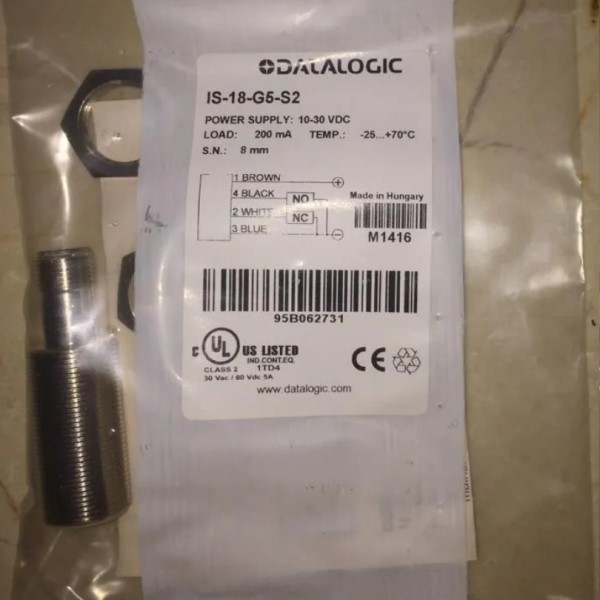 DATALOGIC
IS-18-G5-S2
POWER SUPPLY: 10-30 VDC
LOAD: 200 mA TEMP.: -25...+70°C
S.N.: 8 mm
1 BROWN +
4 BLACK NO
2 WHITE NC
3 BLUE −
Made in Hungary
M1416
95B062731
C UL US LISTED
IND.CONT.EQ.
CLASS 2 1TD4
30 Vac / 60 Vdc 5A
CE
www.datalogic.com